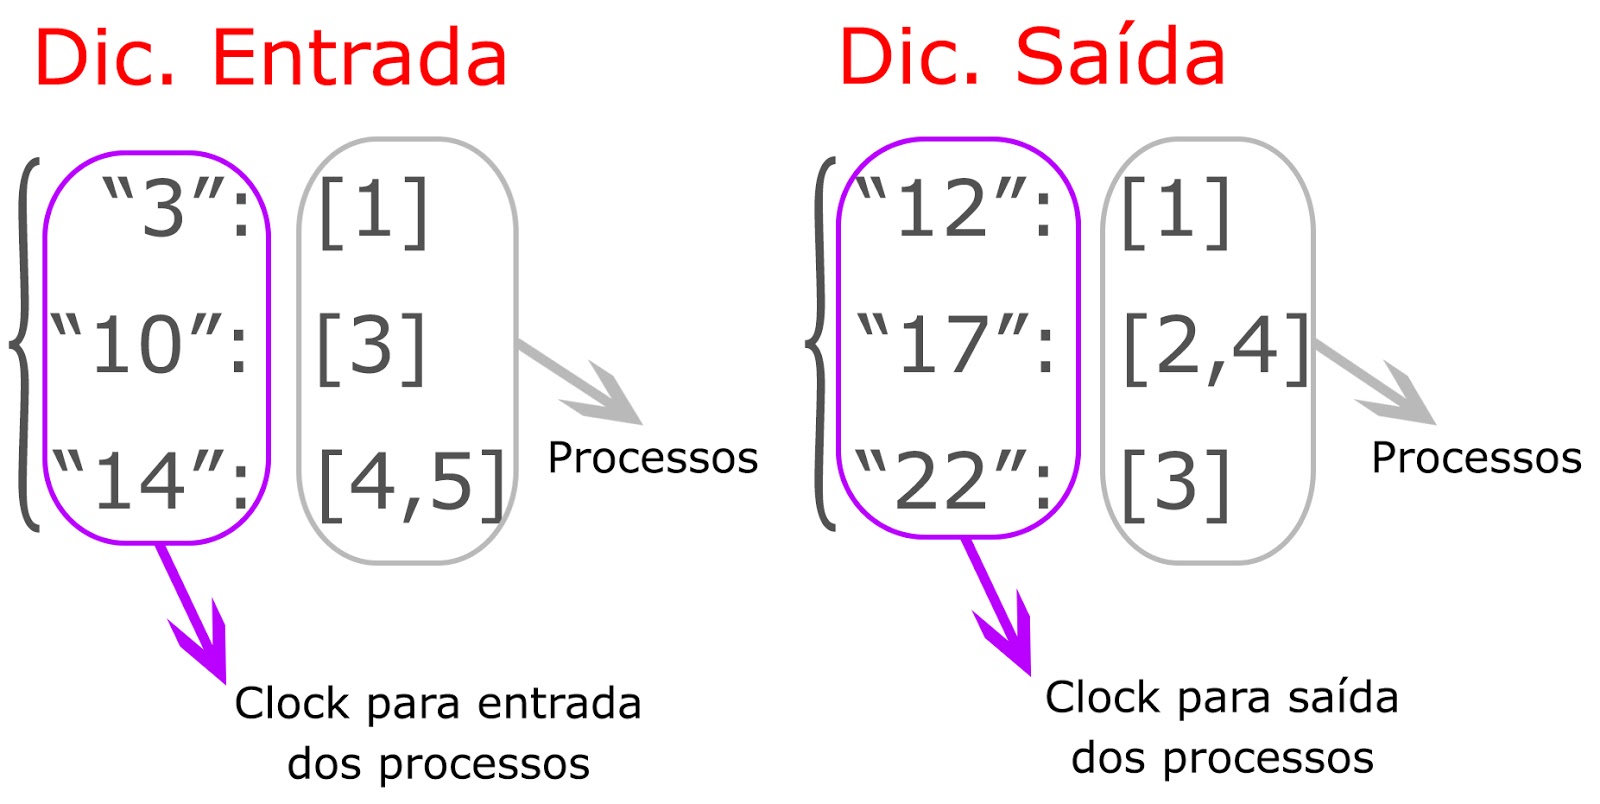 Dic. Entrada
“3”: [1]
“10”: [3]
“14”: [4,5]
Processos
Clock para entrada
dos processos
Dic. Saída
“12”: [1]
“17”: [2,4]
“22”: [3]
Processos
Clock para saída
dos processos